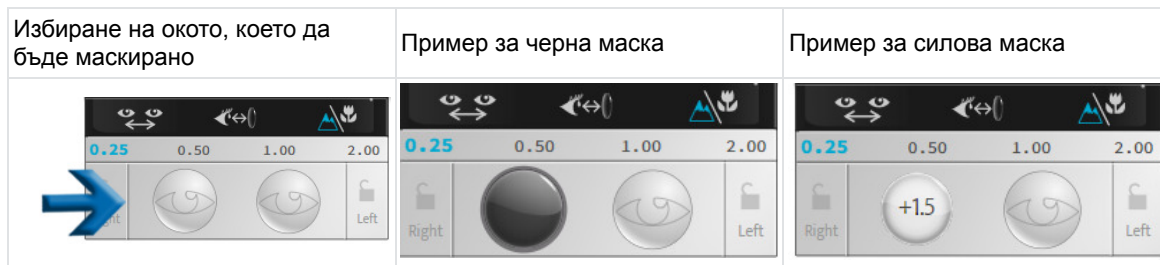 Избиране на окото, което да
бъде маскирано
Пример за черна маска
Пример за силова маска
0.25 0.50 1.00 2.00
Left
0.25 0.50 1.00 2.00
Right Left
0.25 0.50 1.00 2.00
+1.5
Right Left